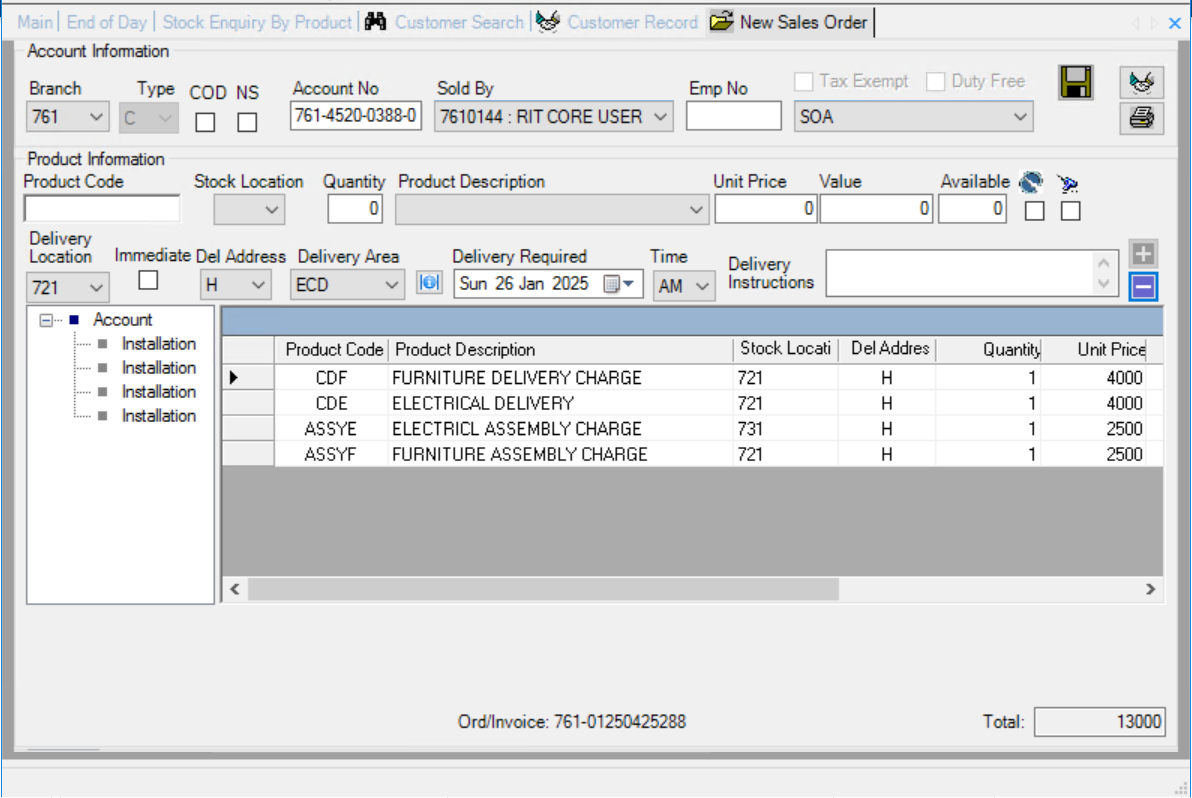 Main End of Day Stock Enquiry By Product Customer Search Customer Record New Sales Order
Account Information
Branch Type COD NS Account No Sold By Emp No Tax Exempt Duty Free
761 C 761-4520-0388-0 7610144 : RIT CORE USER SOA
Product Information
Product Code Stock Location Quantity Product Description Unit Price Value Available
0 0 0 0
Delivery Location Immediate Del Address Delivery Area Delivery Required Time Delivery Instructions
721 H ECD Sun 26 Jan 2025 AM
Account
Installation
Installation
Installation
Installation
Product Code Product Description Stock Locati Del Addres Quantity Unit Price
CDF FURNITURE DELIVERY CHARGE 721 H 1 4000
CDE ELECTRICAL DELIVERY 721 H 1 4000
ASSYE ELECTRICL ASSEMBLY CHARGE 731 H 1 2500
ASSYF FURNITURE ASSEMBLY CHARGE 721 H 1 2500
Ord/Invoice: 761-01250425288 Total: 13000